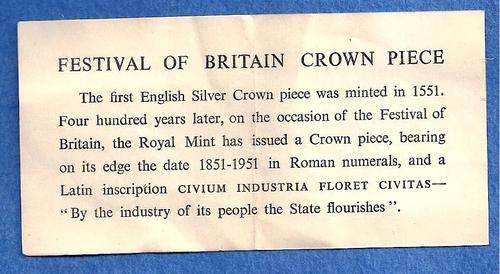 FESTIVAL OF BRITAIN CROWN PIECE
The first English Silver Crown piece was minted in 1551.
Four hundred years later, on the occasion of the Festival of
Britain, the Royal Mint has issued a Crown piece, bearing
on its edge the date 1851-1951 in Roman numerals, and a
Latin inscription CIVIUM INDUSTRIA FLORET CIVITAS—
"By the industry of its people the State flourishes".